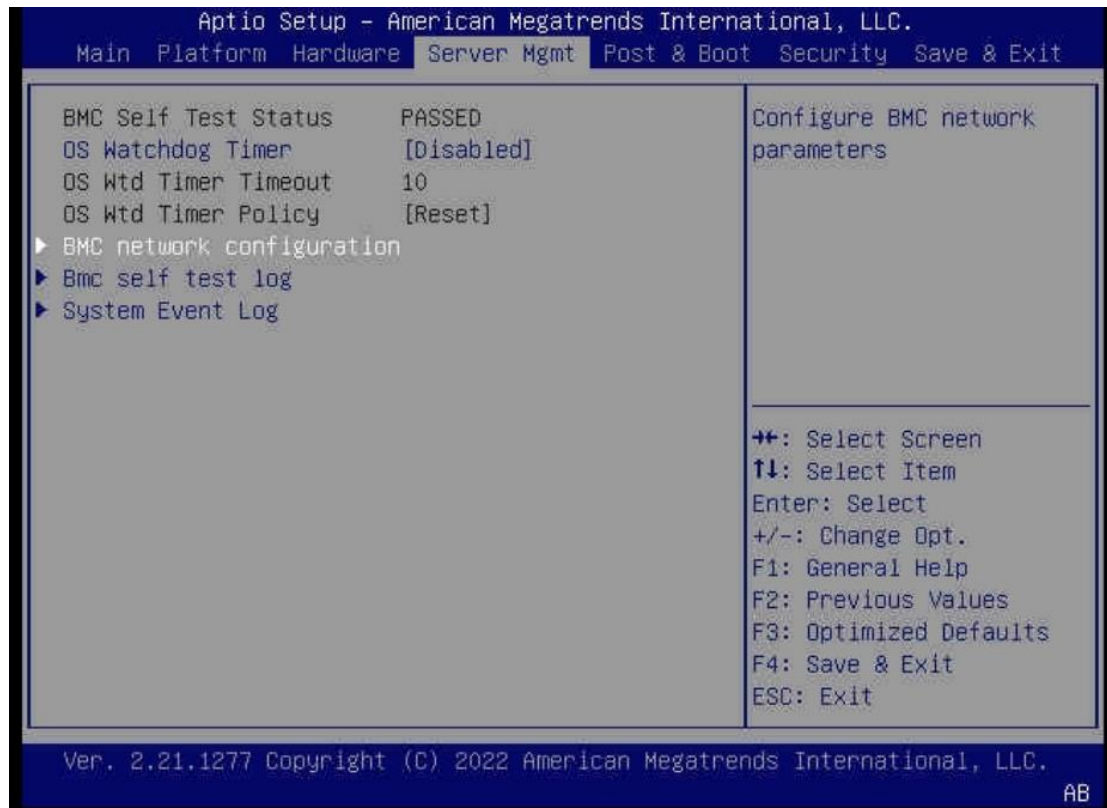 Aptio Setup – American Megatrends International, LLC.
Main Platform Hardware Server Mgmt Post & Boot Security Save & Exit
BMC Self Test Status PASSED
OS Watchdog Timer [Disabled]
OS Wtd Timer Timeout 10
OS Wtd Timer Policy [Reset]
▶ BMC network configuration
▶ Bmc self test log
▶ System Event Log
Configure BMC network
parameters
→←: Select Screen
↑↓: Select Item
Enter: Select
+/-: Change Opt.
F1: General Help
F2: Previous Values
F3: Optimized Defaults
F4: Save & Exit
ESC: Exit
Ver. 2.21.1277 Copyright (C) 2022 American Megatrends International, LLC.
AB